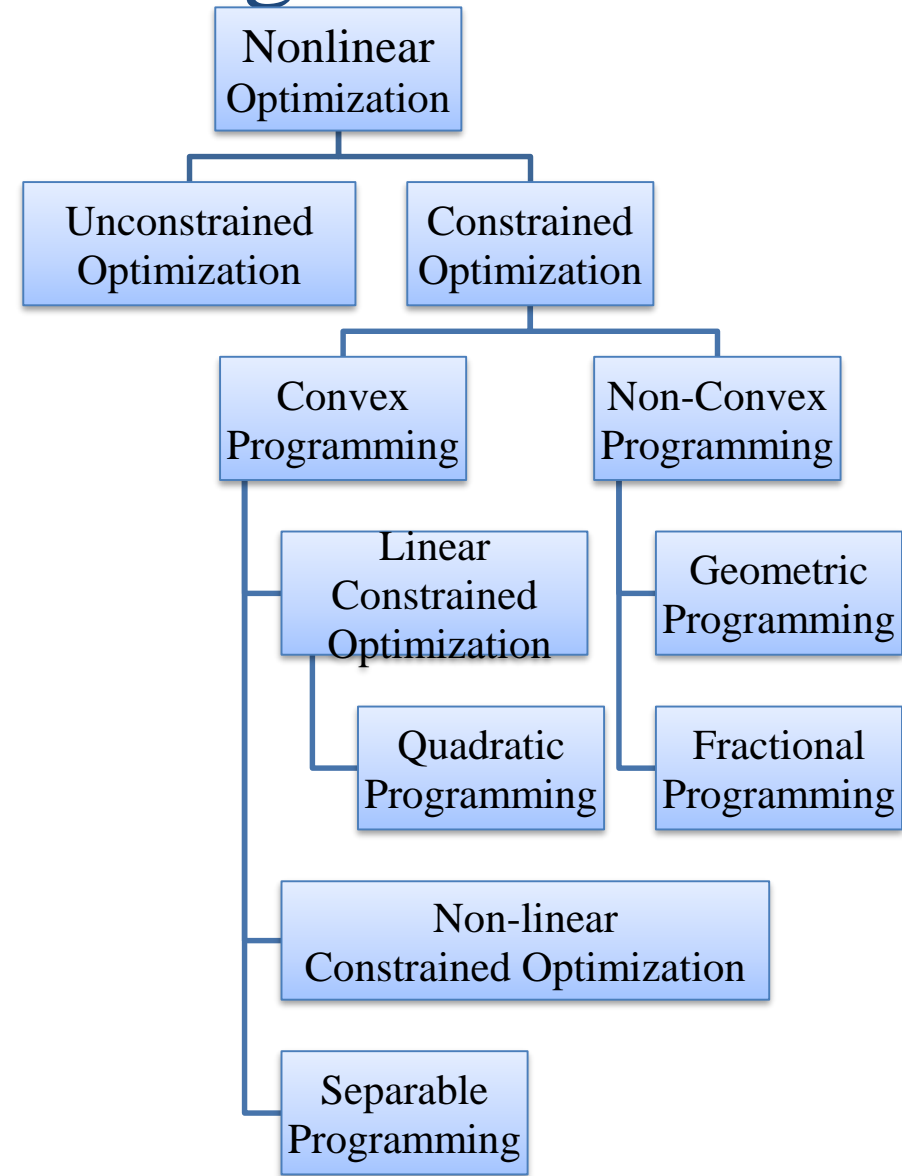 Nonlinear
Optimization
Unconstrained
Optimization
Constrained
Optimization
Convex
Programming
Non-Convex
Programming
Linear
Constrained
Optimization
Geometric
Programming
Quadratic
Programming
Fractional
Programming
Non-linear
Constrained Optimization
Separable
Programming